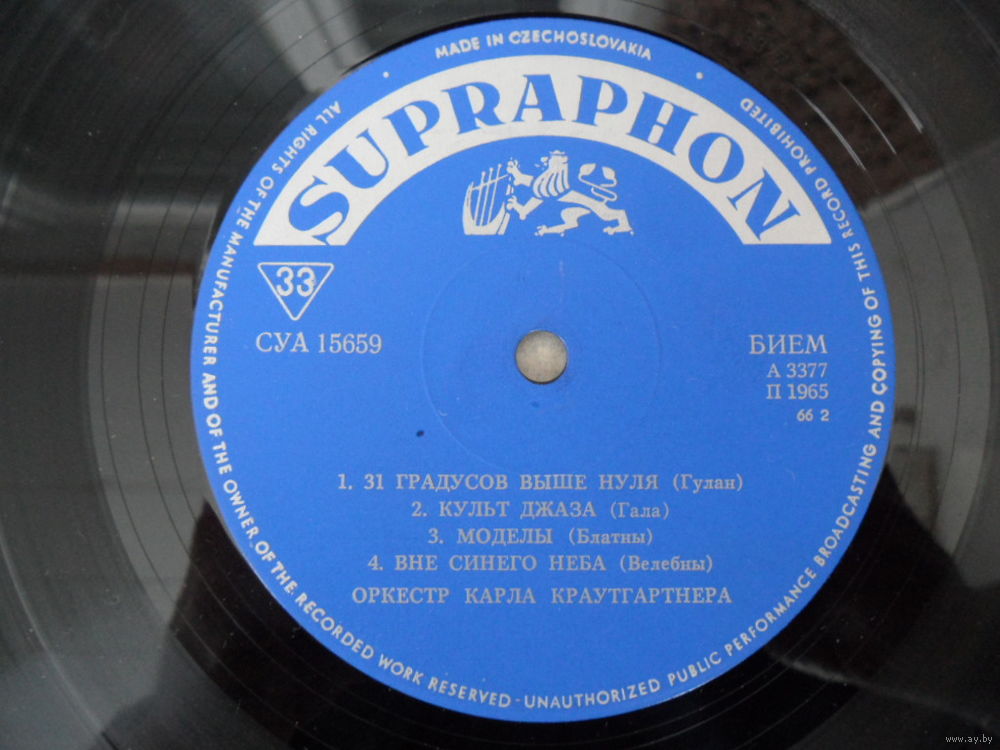 MADE IN CZECHOSLOVAKIA
SUPRAPHON
33
СУА 15659
БИЕМ
А 3377
П 1965
66 2
1. 31 ГРАДУСОВ ВЫШЕ НУЛЯ (Гулан)
2. КУЛЬТ ДЖАЗА (Гала)
3. МОДЕЛЫ (Блатны)
4. ВНЕ СИНЕГО НЕБА (Велебны)
ОРКЕСТР КАРЛА КРАУТГАРТНЕРА
ALL RIGHTS OF THE MANUFACTURER AND OF THE OWNER OF THE RECORDED WORK RESERVED - UNAUTHORIZED PUBLIC PERFORMANCE BROADCASTING AND COPYING OF THIS RECORD PROHIBITED
www.ay.by